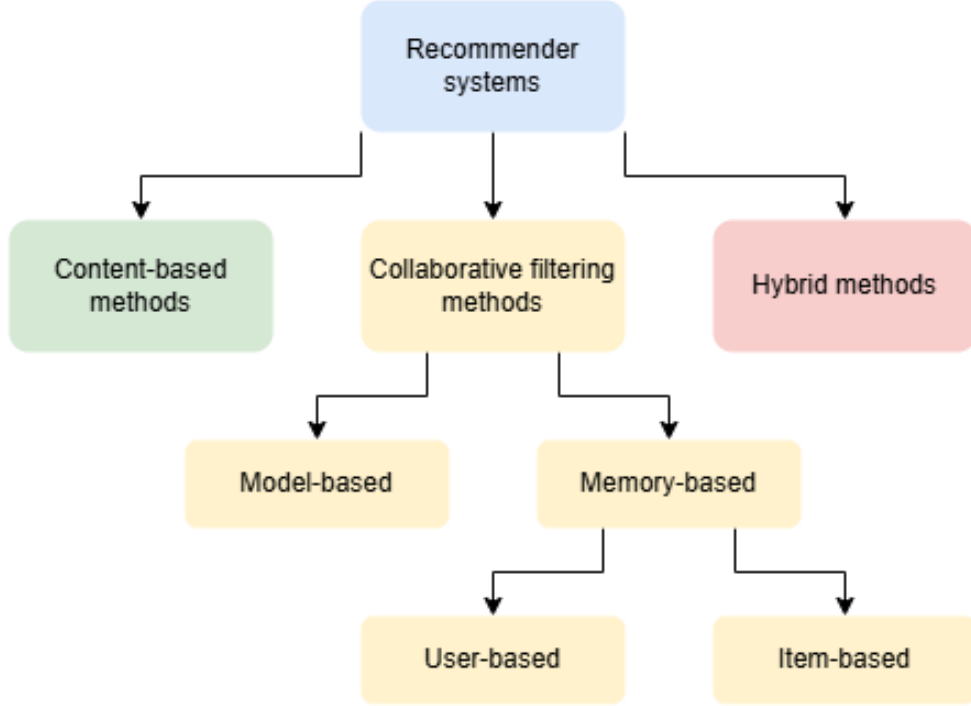 Recommender
systems
Content-based
methods
Collaborative filtering
methods
Hybrid methods
Model-based
Memory-based
User-based
Item-based